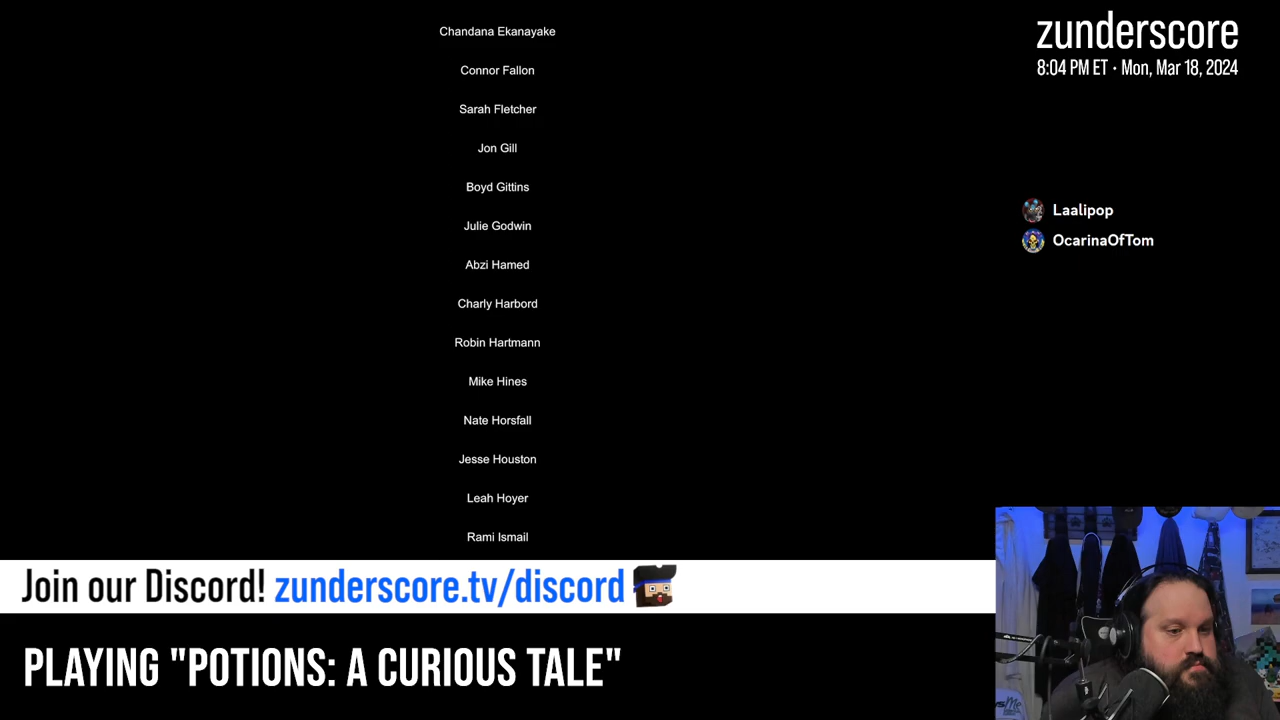 Chandana Ekanayake
Connor Fallon
Sarah Fletcher
Jon Gill
Boyd Gittins
Julie Godwin
Abzi Hamed
Charly Harbord
Robin Hartmann
Mike Hines
Nate Horsfall
Jesse Houston
Leah Hoyer
Rami Ismail
zunderscore
8:04 PM ET · Mon, Mar 18, 2024
Laalipop
OcarinaOfTom
Join our Discord! zunderscore.tv/discord
PLAYING "POTIONS: A CURIOUS TALE"